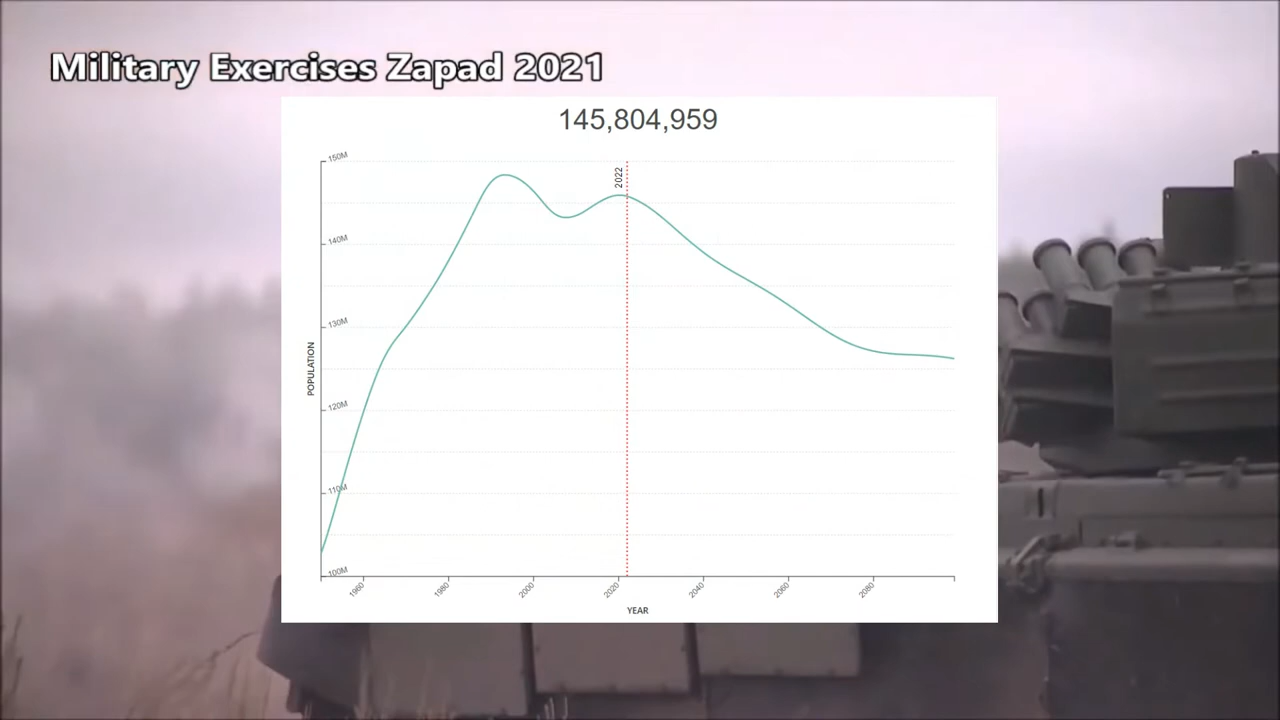 Military Exercises Zapad 2021
145,804,959
150M
2022
140M
130M
POPULATION
120M
110M
100M
1960
1980
2000
2020
2040
2060
2080
YEAR